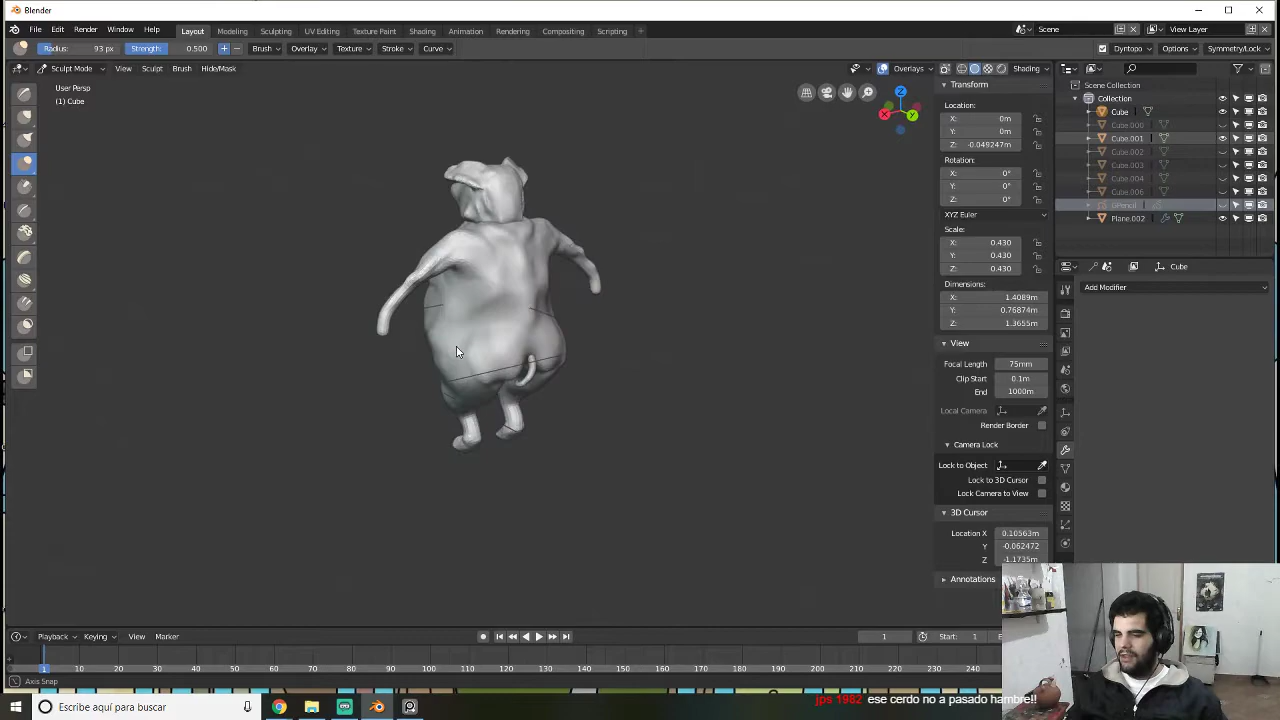 Blender
File Edit Render Window Help Layout Modeling Sculpting UV Editing Texture Paint Shading Animation Rendering Compositing Scripting + Scene View Layer
Radius: 93 px Strength: 0.500 Brush Overlay Texture Stroke Curve Dyntopo Options Symmetry/Lock
Sculpt Mode View Sculpt Brush Hide/Mask Overlays Shading
User Persp
(1) Cube
Z
X
Y
Transform
Location:
X: 0m
Y: 0m
Z: -0.049247m
Rotation:
X: 0°
Y: 0°
Z: 0°
XYZ Euler
Scale:
X: 0.430
Y: 0.430
Z: 0.430
Dimensions:
X: 1.4089m
Y: 0.76874m
Z: 1.3655m
View
Focal Length 75mm
Clip Start 0.1m
End 1000m
Local Camera
Render Border
Camera Lock
Lock to Object
Lock to 3D Cursor
Lock Camera to View
3D Cursor
Location X 0.10563m
Y -0.062472
Z -1.1735m
Annotations
Scene Collection
Collection
Cube
Cube.000
Cube.001
Cube.002
Cube.003
Cube.004
Cube.006
GPencil
Plane.002
Cube
Add Modifier
Playback Keying View Marker 1 Start: 1
1 10 20 30 40 50 60 70 80 90 100 110 120 130 140 150 160 170 180 190 200 210 220 230 240
Axis Snap
Escribe aquí para buscar
jps 1982 ese cerdo no a pasado hambre!!